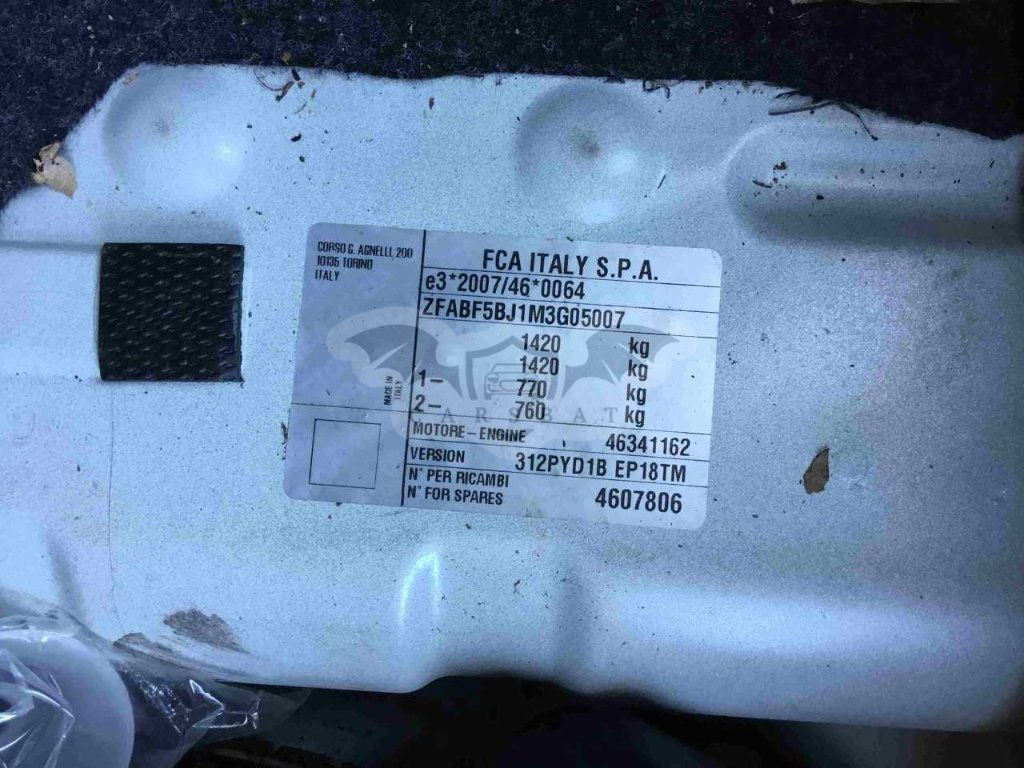 CORSO G. AGNELLI, 200
10135 TORINO
ITALY
FCA ITALY S.P.A.
e3*2007/46*0064
ZFABF5BJ1M3G05007
1420 kg
1420 kg
1– 770 kg
2– 760 kg
MADE IN
ITALY
CARSBAT
MOTORE – ENGINE 46341162
VERSION 312PYD1B EP18TM
N° PER RICAMBI
N° FOR SPARES 4607806